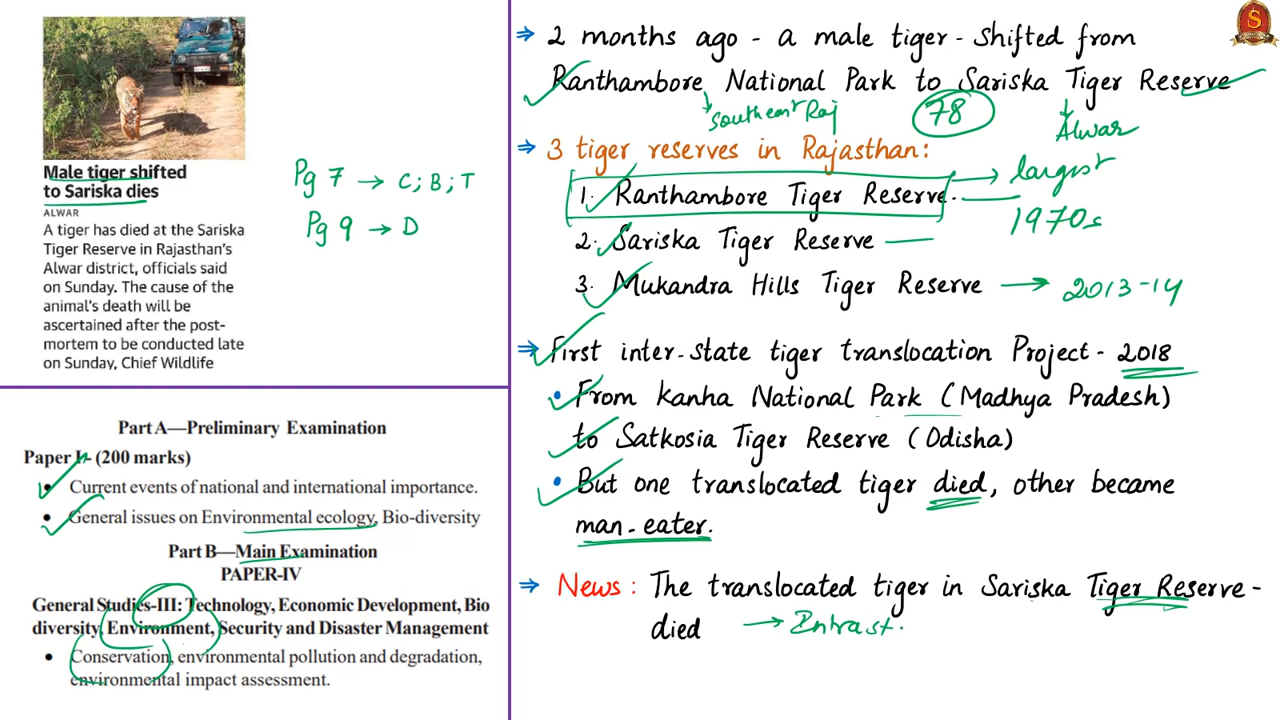 Male tiger shifted
to Sariska dies
ALWAR
A tiger has died at the Sariska
Tiger Reserve in Rajasthan's
Alwar district, officials said
on Sunday. The cause of the
animal's death will be
ascertained after the post-
mortem to be conducted late
on Sunday, Chief Wildlife
Pg 7 → C; B; T
Pg 9 → D
Part A—Preliminary Examination
Paper I- (200 marks)
• Current events of national and international importance.
• General issues on Environmental ecology, Bio-diversity
Part B—Main Examination
PAPER-IV
General Studies-III: Technology, Economic Development, Bio
diversity, Environment, Security and Disaster Management
• Conservation, environmental pollution and degradation,
environmental impact assessment.
⇒ 2 months ago - a male tiger - shifted from
Ranthambore National Park to Sariska Tiger Reserve
Southeast Raj
78
Alwar
⇒ 3 tiger reserves in Rajasthan:
1. Ranthambore Tiger Reserve. → largest
1970s
2. Sariska Tiger Reserve
3. Mukandra Hills Tiger Reserve → 2013-14
⇒ First inter-state tiger translocation Project - 2018
• From Kanha National Park (Madhya Pradesh)
to Satkosia Tiger Reserve (Odisha)
• But one translocated tiger died, other became
man-eater.
⇒ News: The translocated tiger in Sariska Tiger Reserve -
died → Intrast.
S